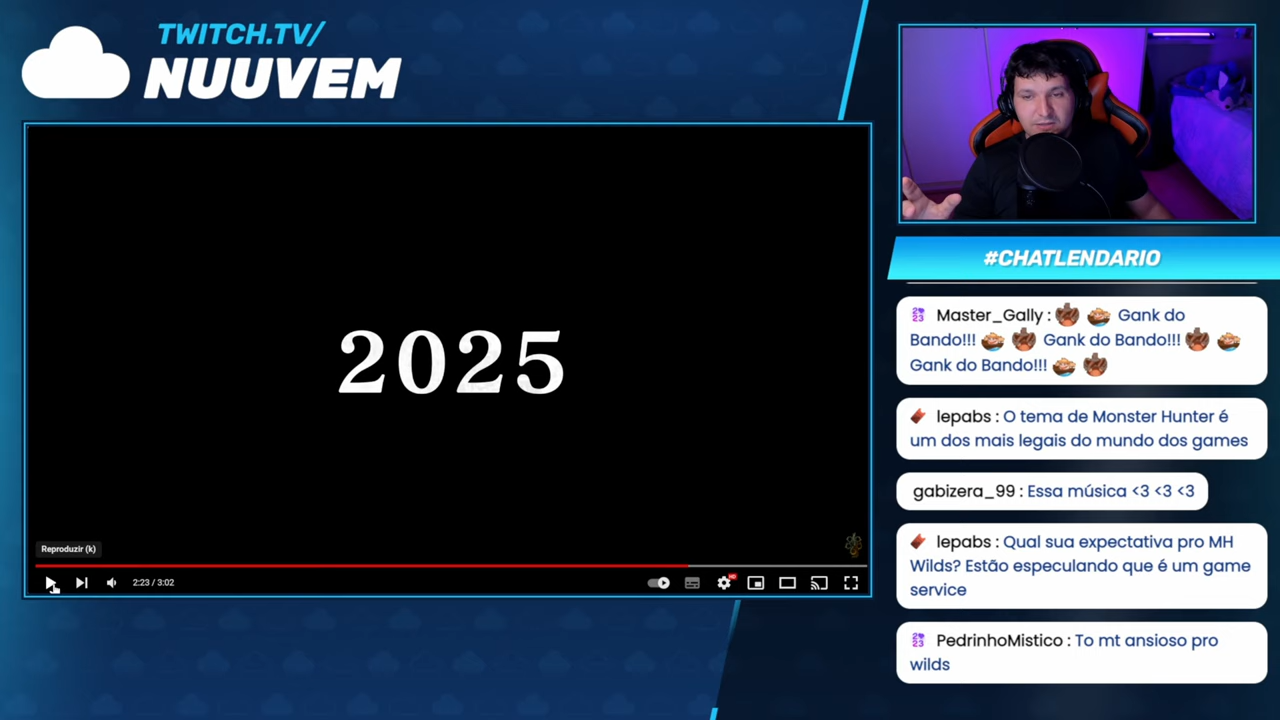 TWITCH.TV/
NUUVEM
2025
Reproduzir (k)
2:23 / 3:02
HD
#CHATLENDARIO
Master_Gally : Gank do
Bando!!! Gank do Bando!!!
Gank do Bando!!!
lepabs : O tema de Monster Hunter é
um dos mais legais do mundo dos games
gabizera_99 : Essa música <3 <3 <3
lepabs : Qual sua expectativa pro MH
Wilds? Estão especulando que é um game
service
PedrinhoMistico : To mt ansioso pro
wilds